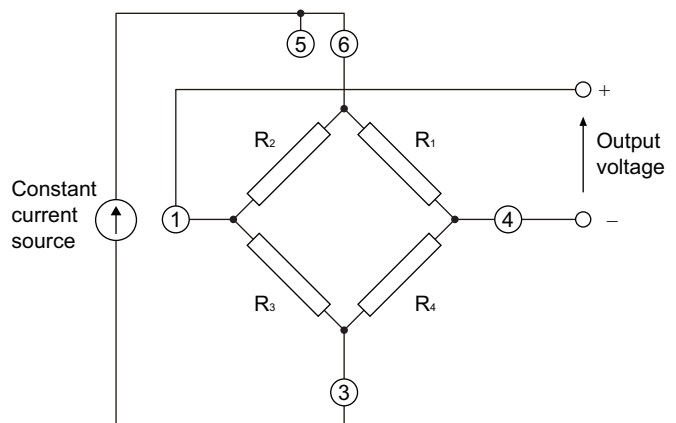 5
6
+
R2
R1
Output
voltage
Constant
current
source
1
4
−
R3
R4
3